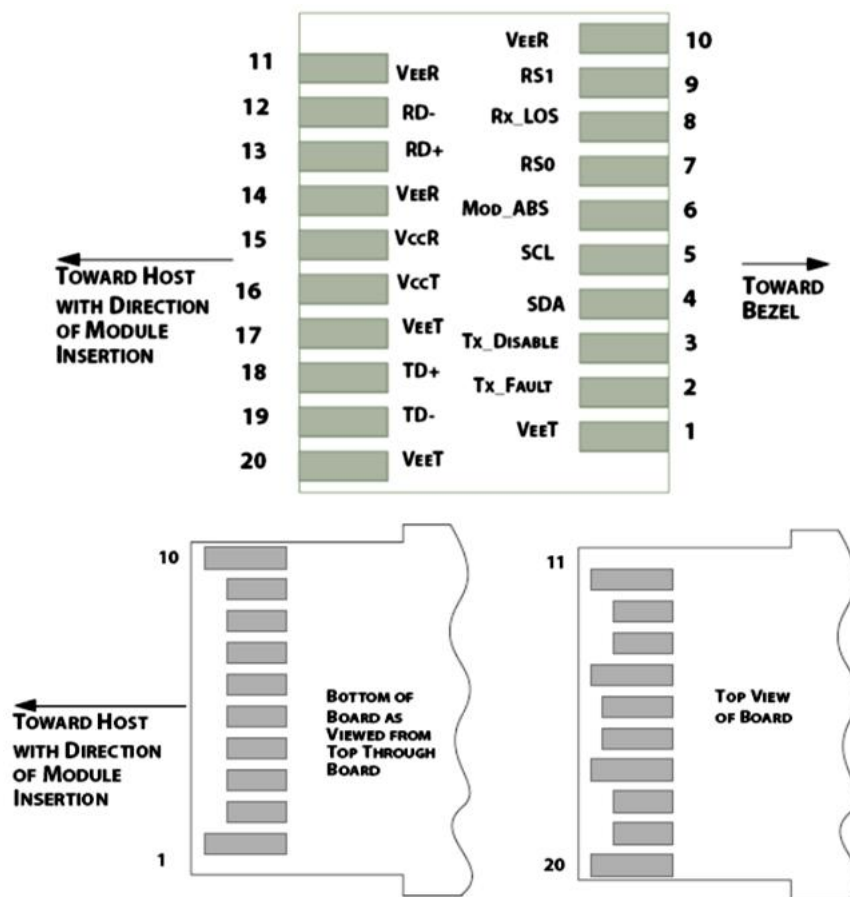 VEER 10
11 VEER RS1 9
12 RD- RX_LOS 8
13 RD+ RS0 7
14 VEER MOD_ABS 6
15 VCCR SCL 5
16 VCCT SDA 4
17 VEET TX_DISABLE 3
18 TD+ TX_FAULT 2
19 TD- VEET 1
20 VEET
TOWARD HOST
WITH DIRECTION
OF MODULE
INSERTION
TOWARD
BEZEL
10
1
BOTTOM OF
BOARD AS
VIEWED FROM
TOP THROUGH
BOARD
TOWARD HOST
WITH DIRECTION
OF MODULE
INSERTION
11
20
TOP VIEW
OF BOARD